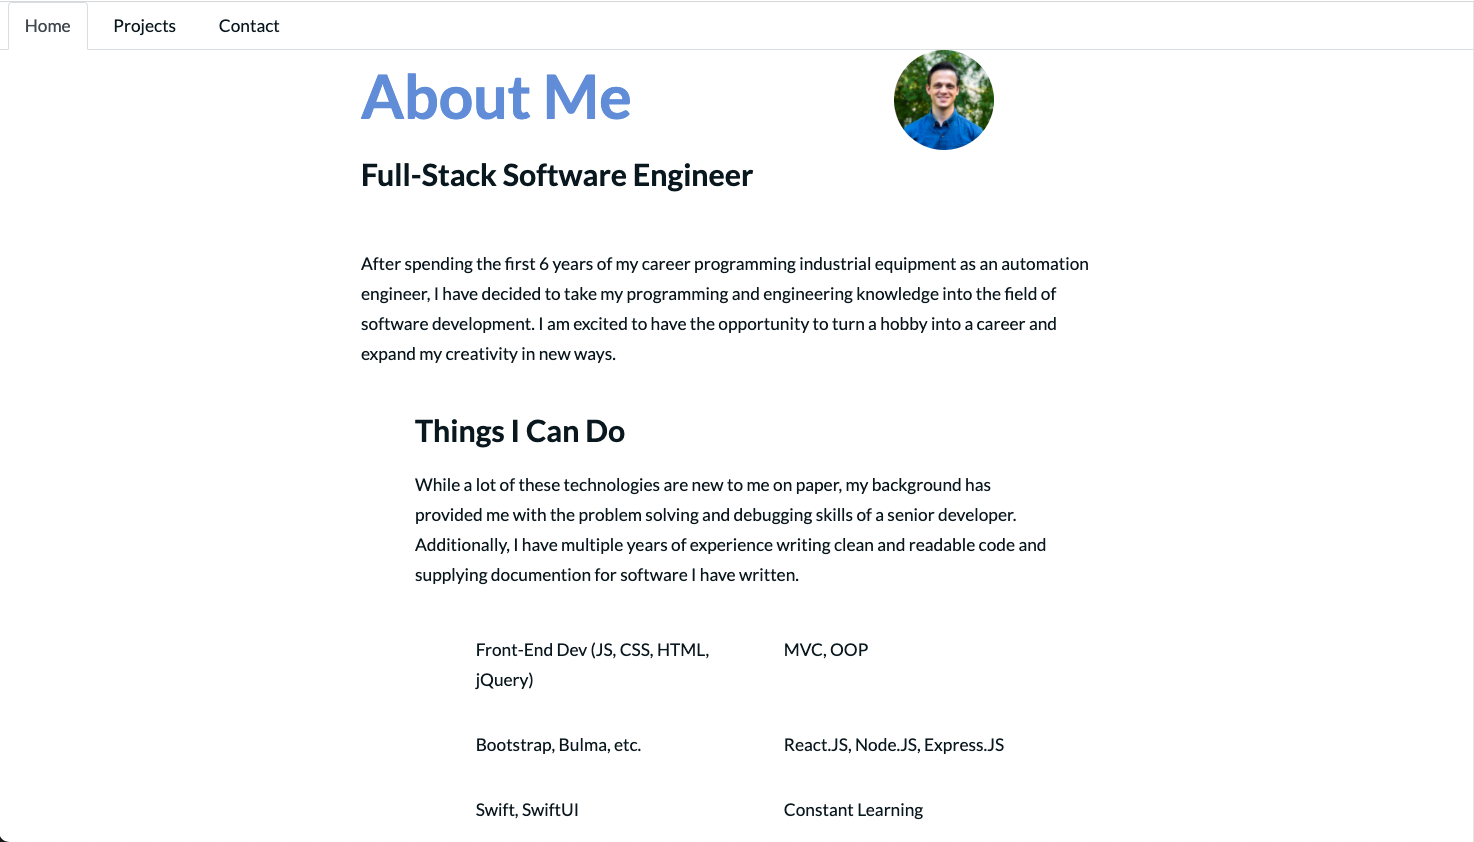 Home Projects Contact
About Me
Full-Stack Software Engineer
After spending the first 6 years of my career programming industrial equipment as an automation
engineer, I have decided to take my programming and engineering knowledge into the field of
software development. I am excited to have the opportunity to turn a hobby into a career and
expand my creativity in new ways.
Things I Can Do
While a lot of these technologies are new to me on paper, my background has
provided me with the problem solving and debugging skills of a senior developer.
Additionally, I have multiple years of experience writing clean and readable code and
supplying documention for software I have written.
Front-End Dev (JS, CSS, HTML,
jQuery)
MVC, OOP
Bootstrap, Bulma, etc.
React.JS, Node.JS, Express.JS
Swift, SwiftUI
Constant Learning